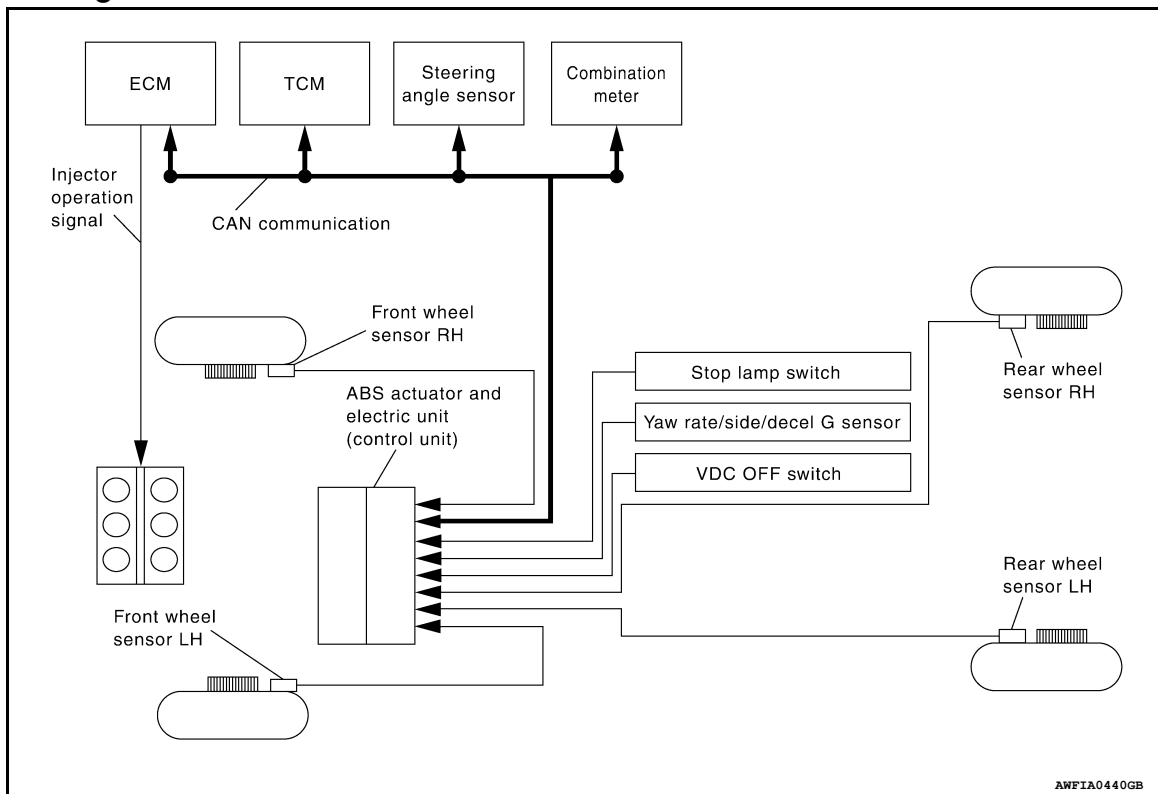 ECM
TCM
Steering
angle sensor
Combination
meter
Injector
operation
signal
CAN communication
Front wheel
sensor RH
ABS actuator and
electric unit
(control unit)
Stop lamp switch
Yaw rate/side/decel G sensor
VDC OFF switch
Rear wheel
sensor RH
Rear wheel
sensor LH
Front wheel
sensor LH
AWFIA0440GB